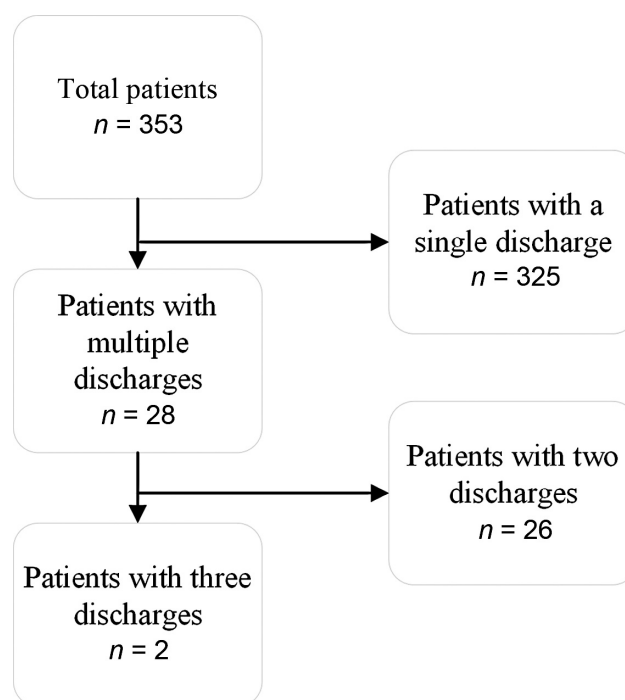 Total patients
n = 353
Patients with a
single discharge
n = 325
Patients with
multiple
discharges
n = 28
Patients with two
discharges
n = 26
Patients with three
discharges
n = 2